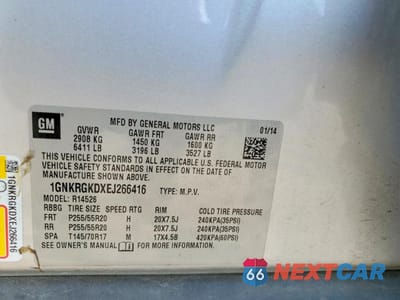 GM
MFD BY GENERAL MOTORS LLC
GVWR GAWR FRT GAWR RR 01/14
2908 KG 1450 KG 1600 KG
6411 LB 3196 LB 3527 LB
THIS VEHICLE CONFORMS TO ALL APPLICABLE U.S. FEDERAL MOTOR
VEHICLE SAFETY STANDARDS IN EFFECT ON THE DATE OF
MANUFACTURE SHOWN ABOVE.
1GNKRGKDXEJ266416 TYPE: M.P.V.
MODEL: R14526
RBBG TIRE SIZE SPEED RTG RIM COLD TIRE PRESSURE
FRT P255/55R20 H 20X7.5J 240KPA(35PSI)
RR P255/55R20 H 20X7.5J 240KPA(35PSI)
SPA T145/70R17 M 17X4.5B 420KPA(60PSI)
SEE OWNER'S MANUAL FOR MORE INFORMATION.
1GNKRGKDXEJ266416
66 NEXTCAR